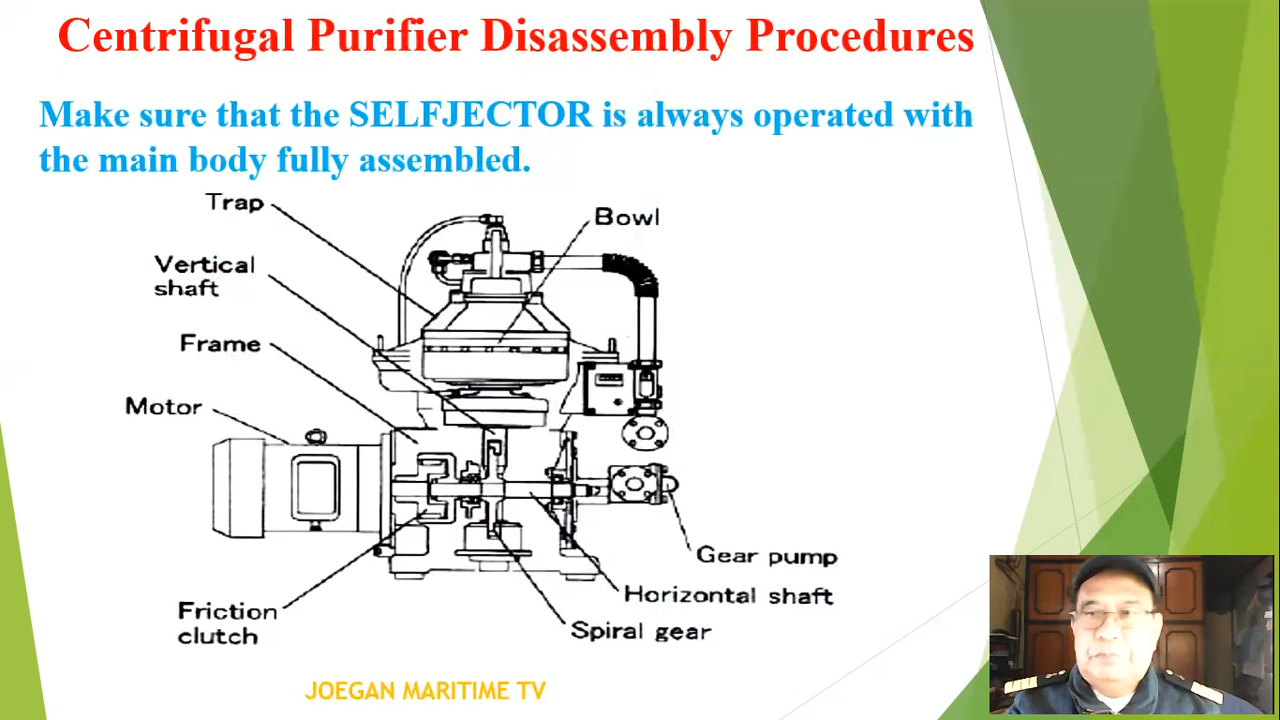 Centrifugal Purifier Disassembly Procedures
Make sure that the SELFJECTOR is always operated with
the main body fully assembled.
Trap
Bowl
Vertical
shaft
Frame
Motor
Gear pump
Horizontal shaft
Friction
clutch
Spiral gear
JOEGAN MARITIME TV